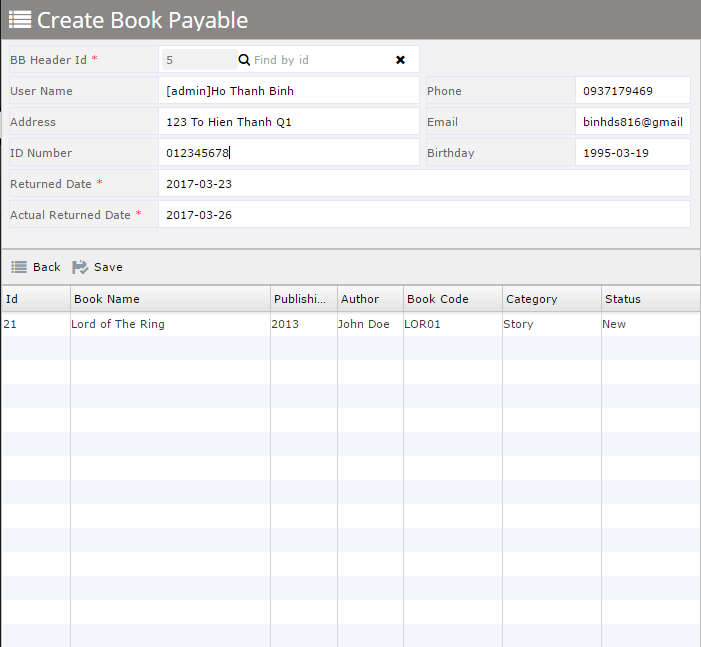 Create Book Payable
BB Header Id * 5 Find by id
User Name [admin]Ho Thanh Binh Phone 0937179469
Address 123 To Hien Thanh Q1 Email binhds816@gmail
ID Number 012345678 Birthday 1995-03-19
Returned Date * 2017-03-23
Actual Returned Date * 2017-03-26
Back Save
Id Book Name Publishi... Author Book Code Category Status
21 Lord of The Ring 2013 John Doe LOR01 Story New